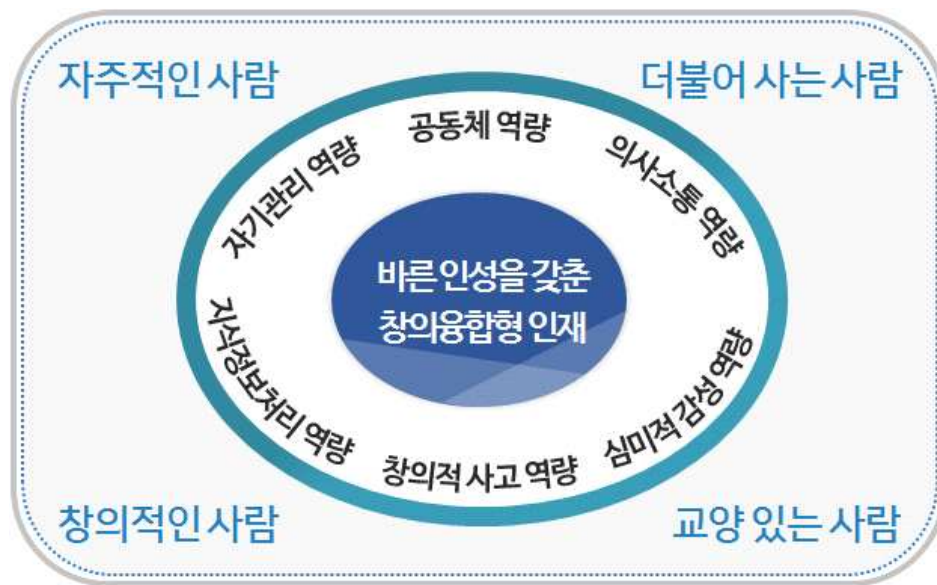 자주적인 사람
더불어 사는 사람
공동체 역량
자기관리 역량
의사소통 역량
바른 인성을 갖춘
창의융합형 인재
지식정보처리 역량
심미적 감성 역량
창의적 사고 역량
창의적인 사람
교양 있는 사람